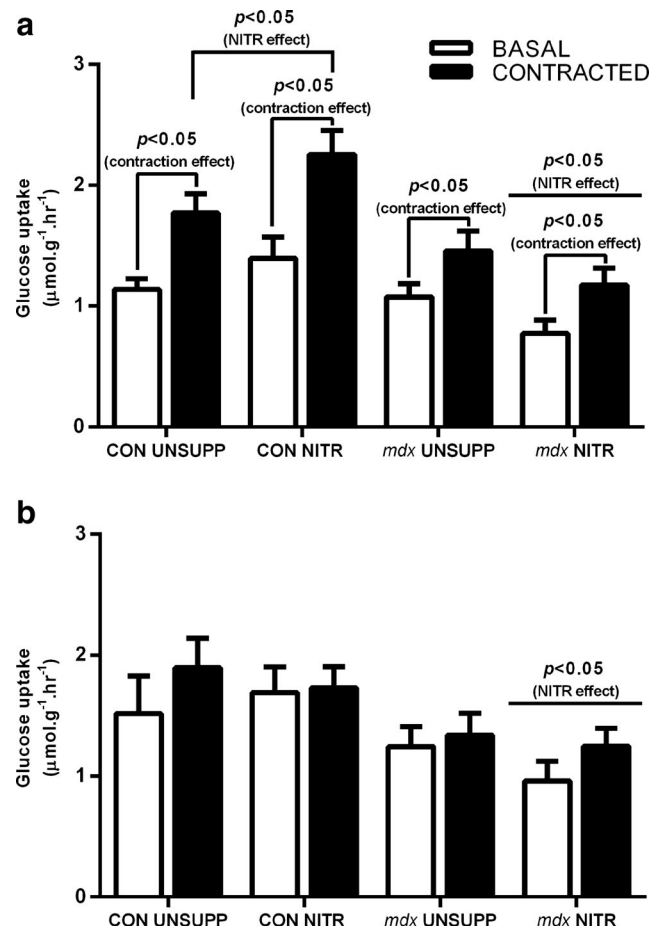 a
p<0.05
(NITR effect)
BASAL
CONTRACTED
3
2
1
0
Glucose uptake
(μmol.g⁻¹.hr⁻¹)
p<0.05
(contraction effect)
p<0.05
(contraction effect)
p<0.05
(contraction effect)
p<0.05
(NITR effect)
p<0.05
(contraction effect)
CON UNSUPP
CON NITR
mdx UNSUPP
mdx NITR
b
3
2
1
0
Glucose uptake
(μmol.g⁻¹.hr⁻¹)
p<0.05
(NITR effect)
CON UNSUPP
CON NITR
mdx UNSUPP
mdx NITR